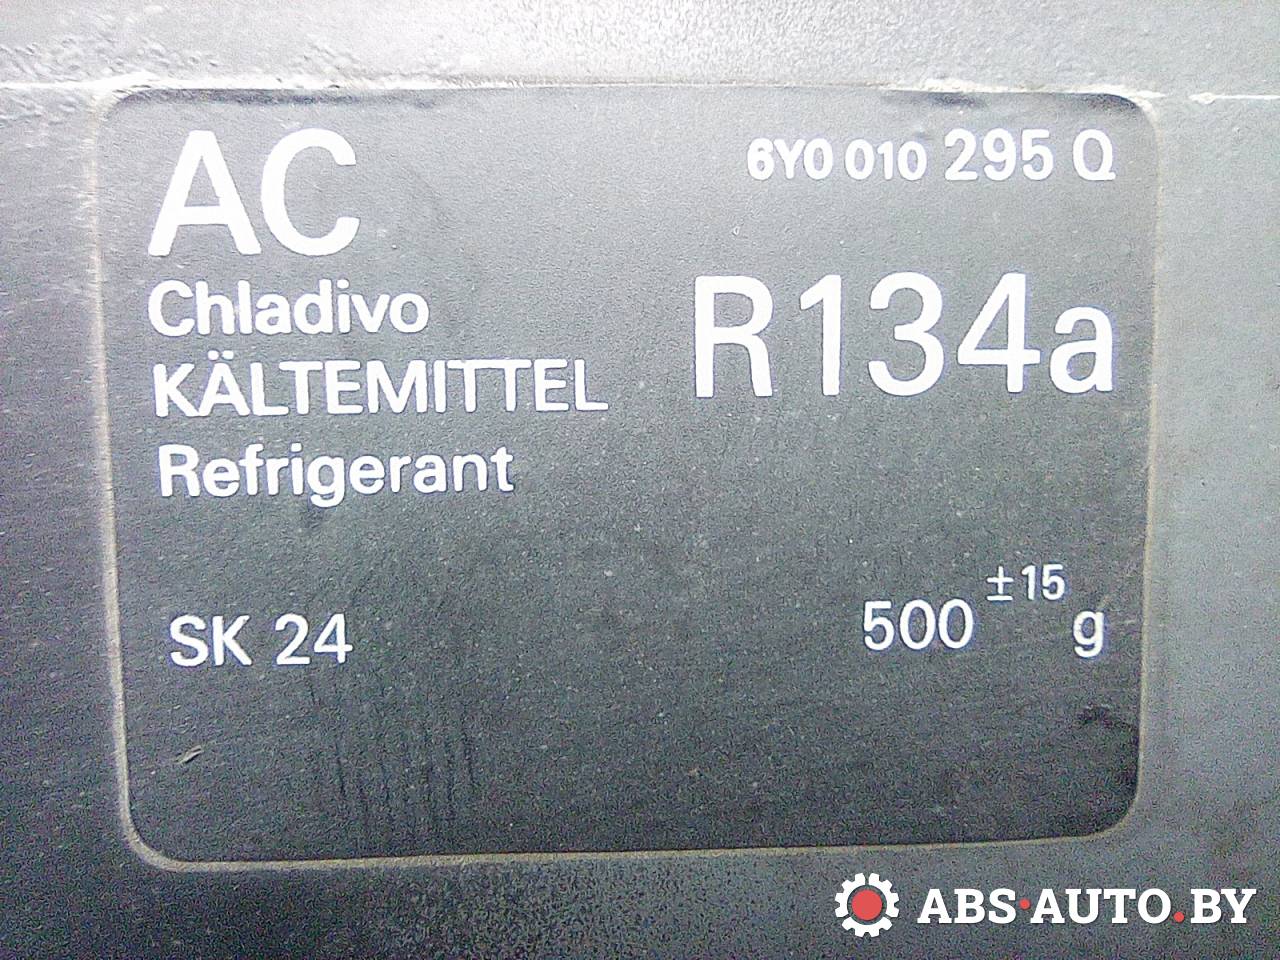 AC
6Y0 010 295 Q
Chladivo
R134a
KÄLTEMITTEL
Refrigerant
SK 24
500 ±15 g
ABS·AUTO.BY